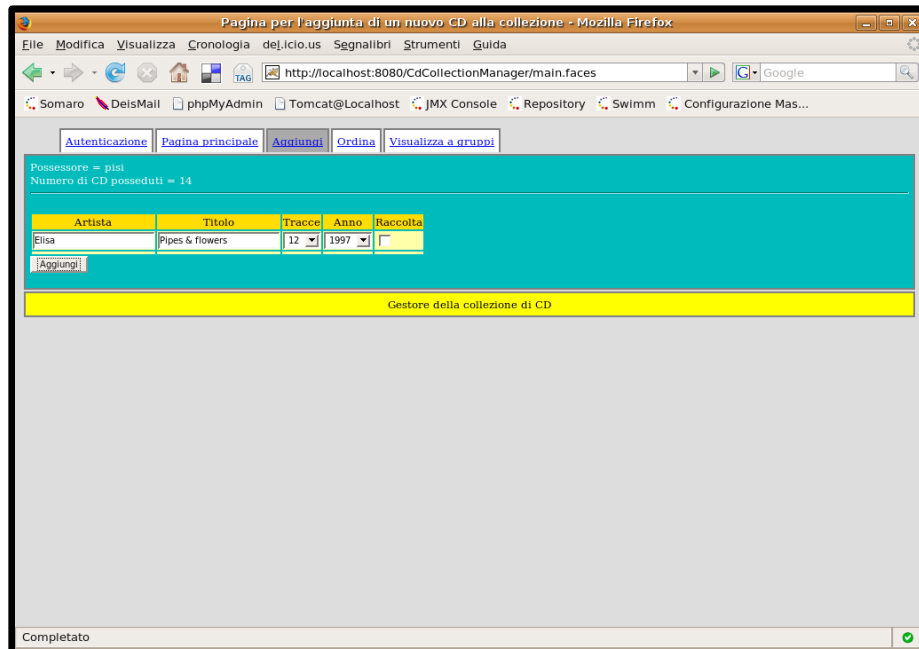 Pagina per l'aggiunta di un nuovo CD alla collezione - Mozilla Firefox
File Modifica Visualizza Cronologia del.icio.us Segnalibri Strumenti Guida
TAG http://localhost:8080/CdCollectionManager/main.faces G Google
Somaro DeisMail phpMyAdmin Tomcat@Localhost JMX Console Repository Swimm Configurazione Mas...
Autenticazione Pagina principale Aggiungi Ordina Visualizza a gruppi
Possessore = pisi
Numero di CD posseduti = 14
Artista Titolo Tracce Anno Raccolta
Elisa Pipes & flowers 12 1997
Aggiungi
Gestore della collezione di CD
Completato